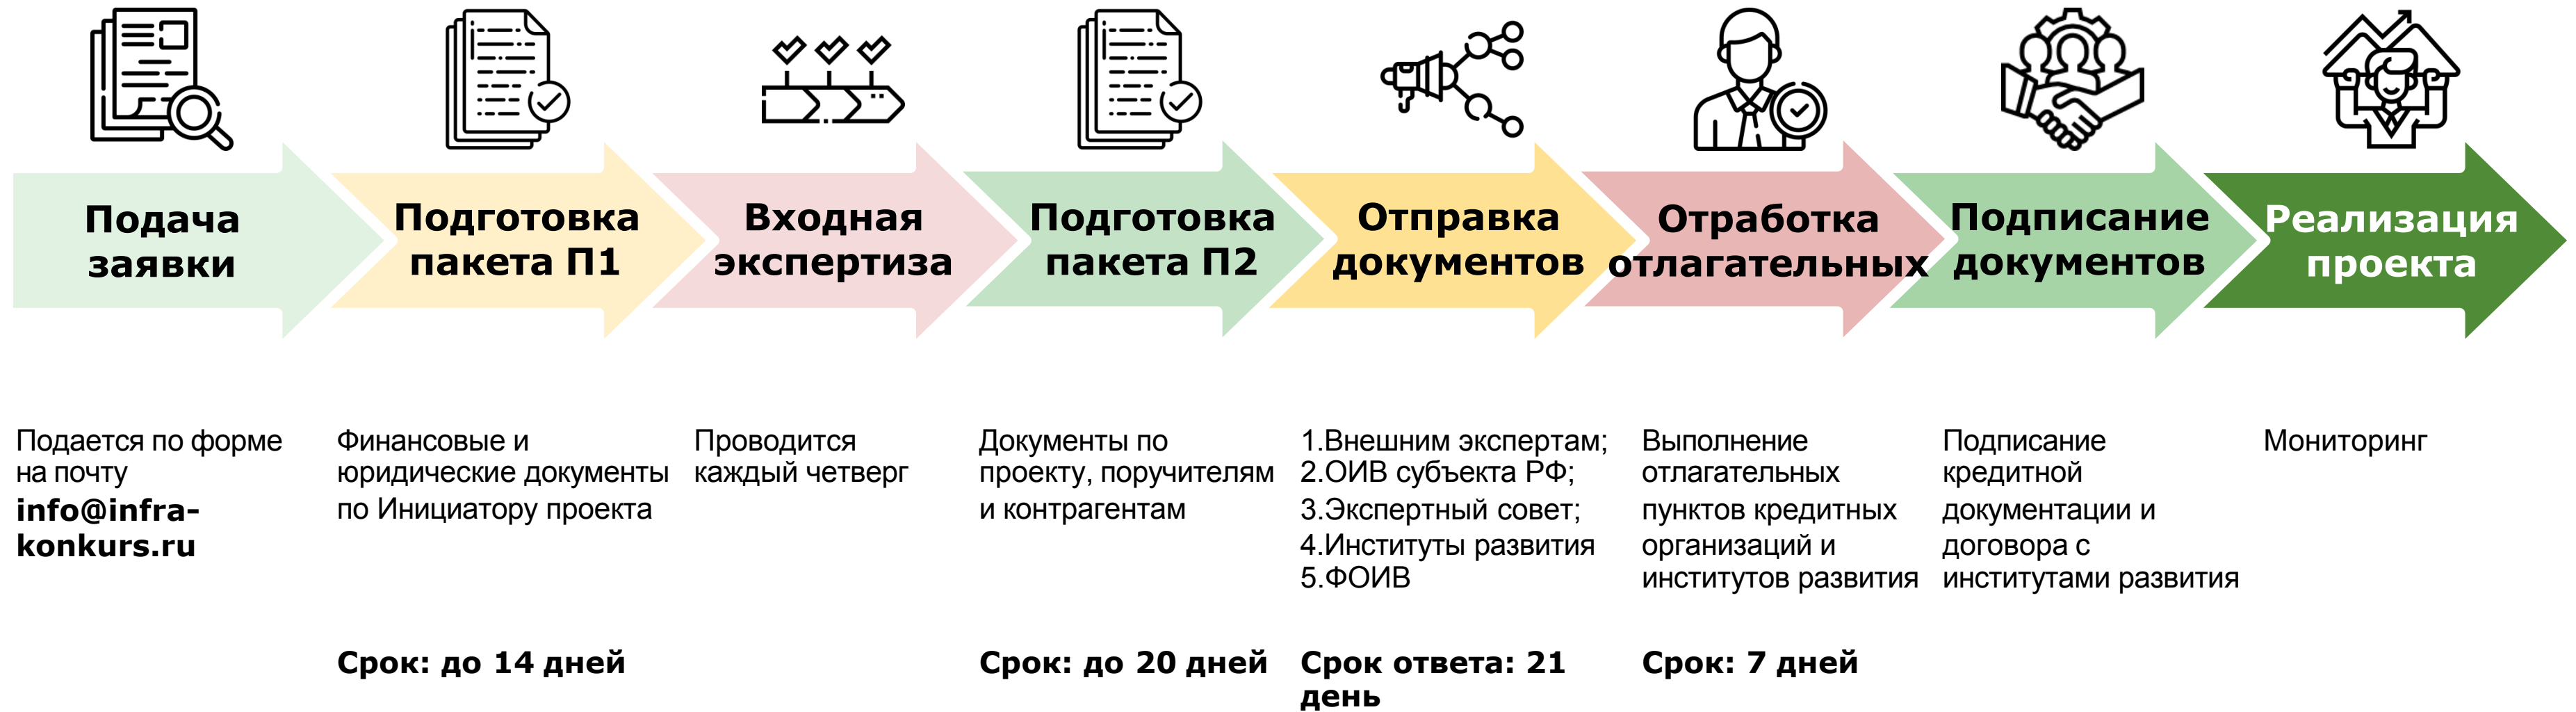 Подача
заявки
Подготовка
пакета П1
Входная
экспертиза
Подготовка
пакета П2
Отправка
документов
Отработка
отлагательных
Подписание
документов
Реализация
проекта
Подается по форме
на почту
info@infra-
konkurs.ru
Финансовые и
юридические документы
по Инициатору проекта
Срок: до 14 дней
Проводится
каждый четверг
Документы по
проекту, поручителям
и контрагентам
Срок: до 20 дней
1.Внешним экспертам;
2.ОИВ субъекта РФ;
3.Экспертный совет;
4.Институты развития
5.ФОИВ
Срок ответа: 21
день
Выполнение
отлагательных
пунктов кредитных
организаций и
институтов развития
Срок: 7 дней
Подписание
кредитной
документации и
договора с
институтами развития
Мониторинг